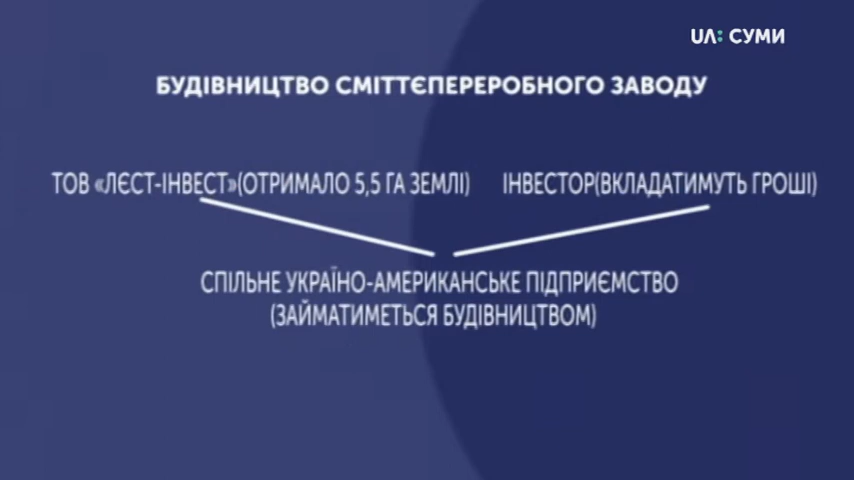 UA: СУМИ
БУДІВНИЦТВО СМІТТЄПЕРЕРОБНОГО ЗАВОДУ
ТОВ «ЛЄСТ-ІНВЕСТ»(ОТРИМАЛО 5,5 ГА ЗЕМЛІ)
ІНВЕСТОР(ВКЛАДАТИМУТЬ ГРОШІ)
СПІЛЬНЕ УКРАЇНО-АМЕРИКАНСЬКЕ ПІДПРИЄМСТВО
(ЗАЙМАТИМЕТЬСЯ БУДІВНИЦТВОМ)